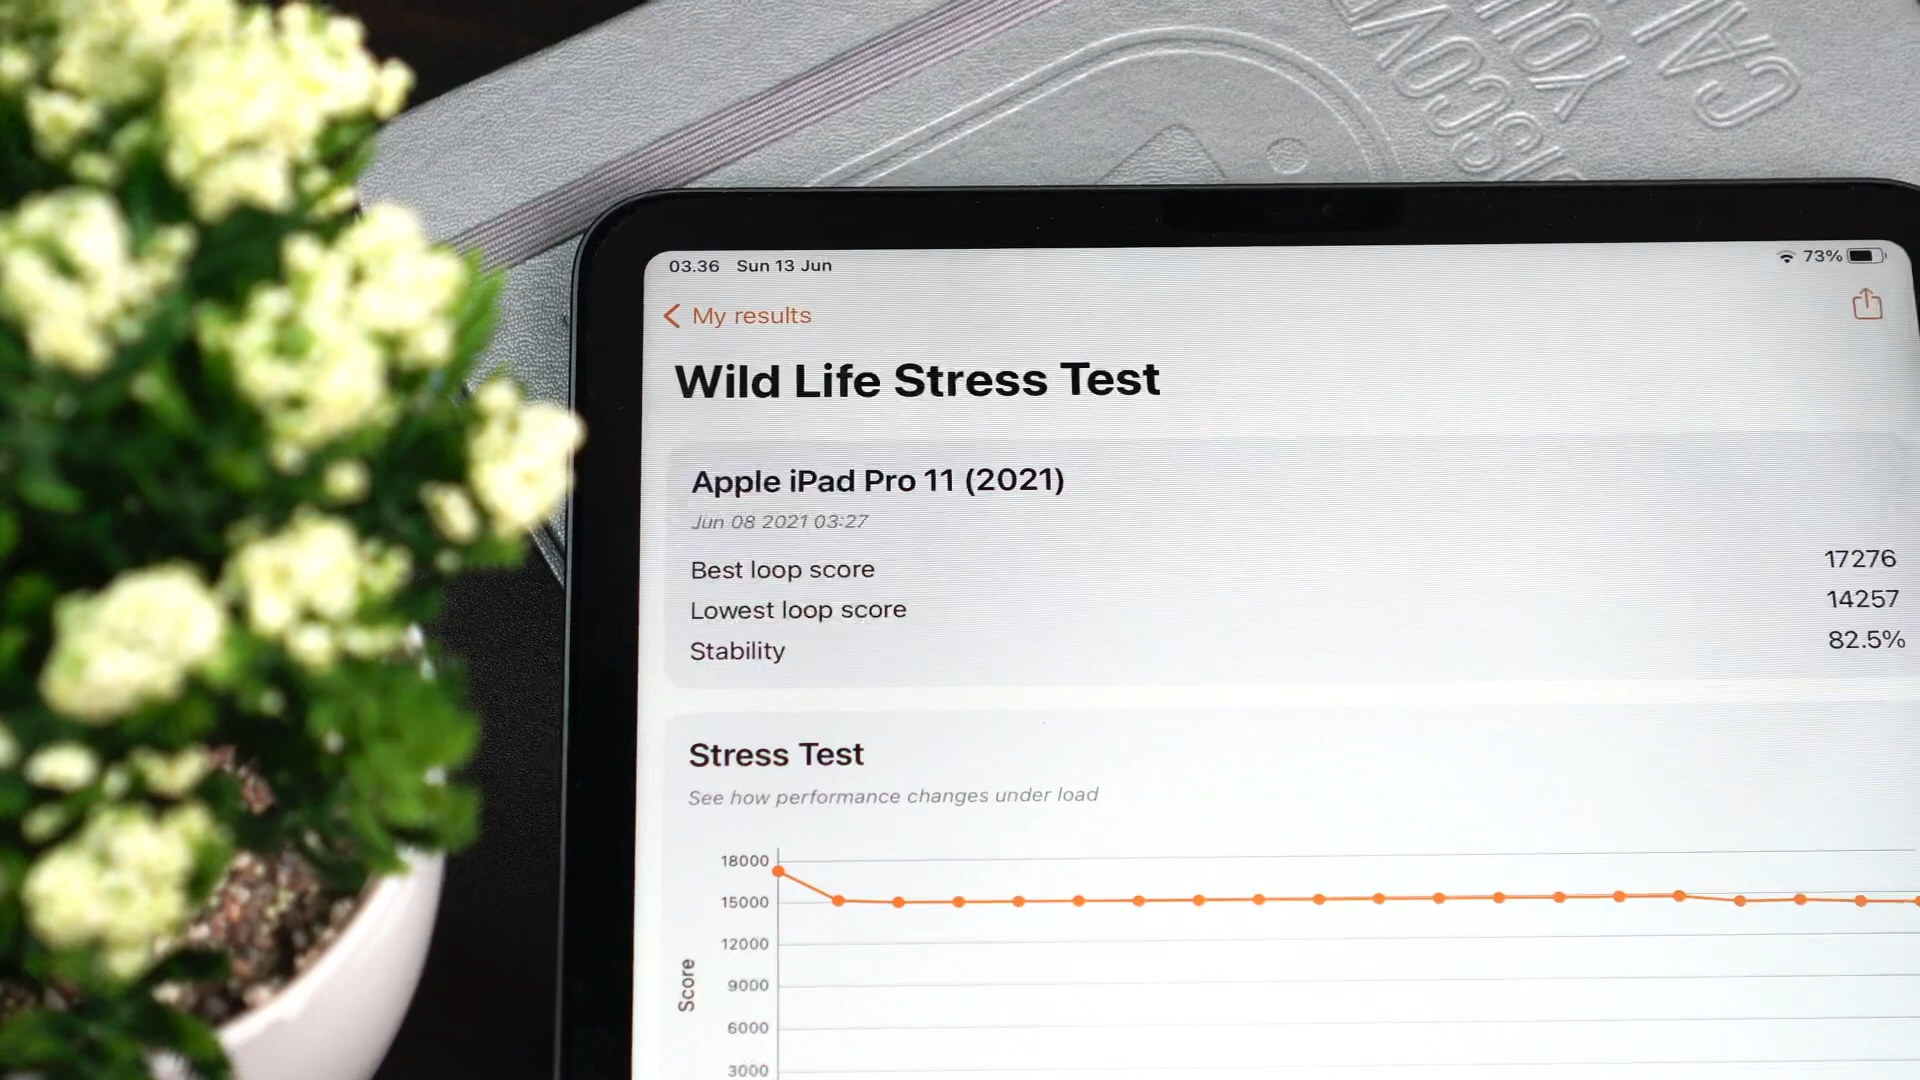 03.36 Sun 13 Jun 73%
My results
Wild Life Stress Test
Apple iPad Pro 11 (2021)
Jun 08 2021 03:27
Best loop score 17276
Lowest loop score 14257
Stability 82.5%
Stress Test
See how performance changes under load
18000
15000
12000
9000
6000
3000
Score